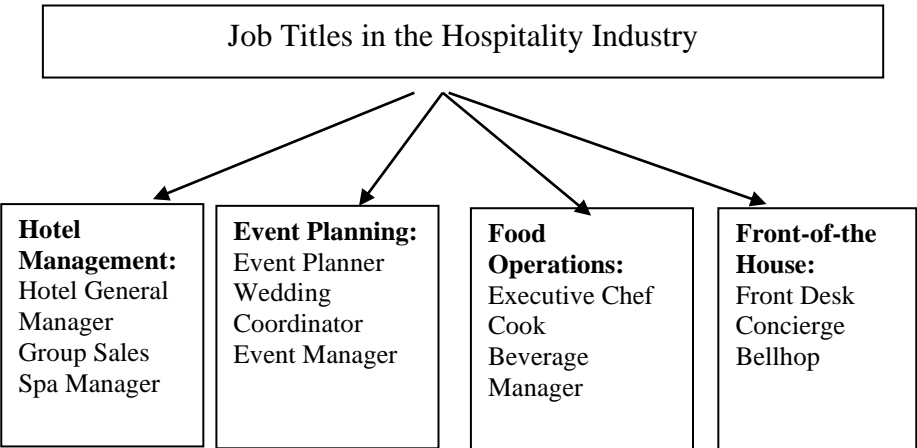 Job Titles in the Hospitality Industry
Hotel
Management:
Hotel General
Manager
Group Sales
Spa Manager
Event Planning:
Event Planner
Wedding
Coordinator
Event Manager
Food
Operations:
Executive Chef
Cook
Beverage
Manager
Front-of-the
House:
Front Desk
Concierge
Bellhop